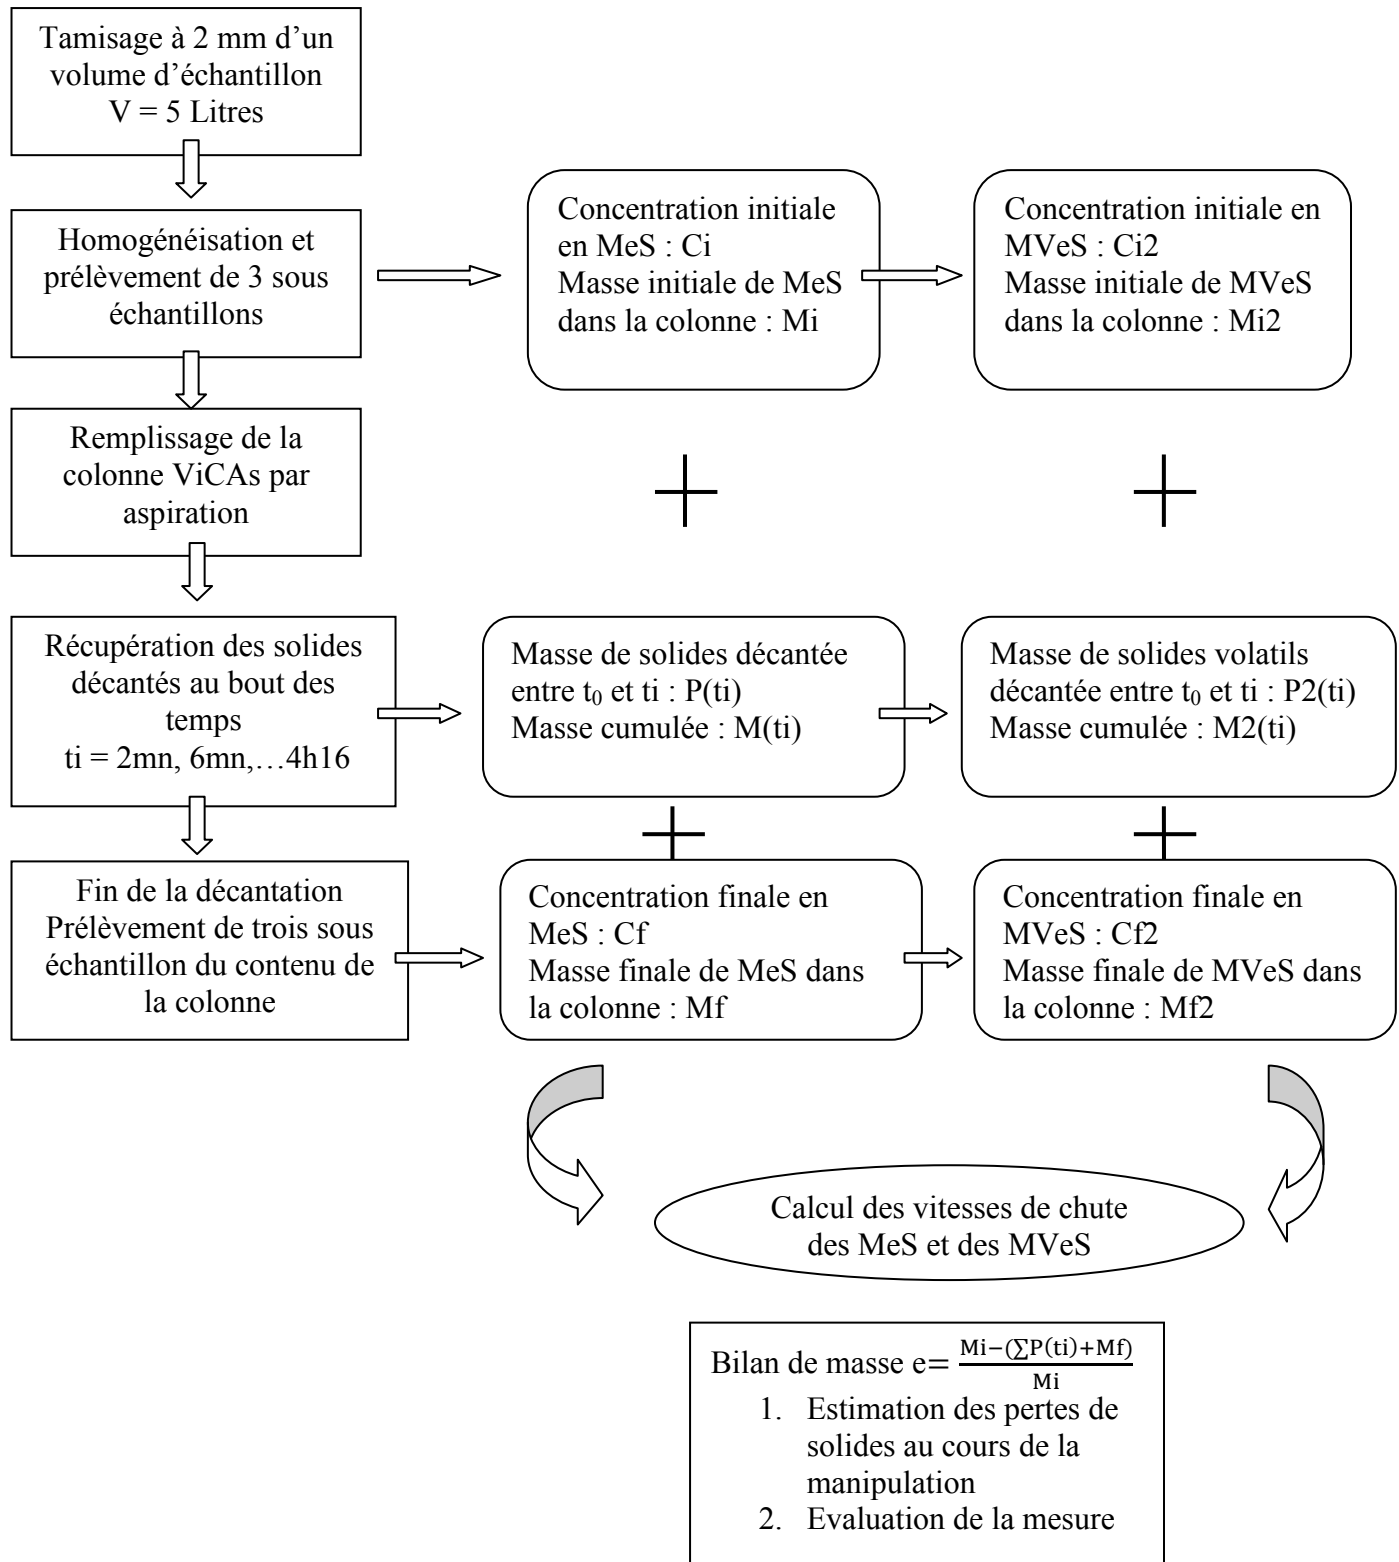 Tamisage à 2 mm d’un
volume d’échantillon
V = 5 Litres
Homogénéisation et
prélèvement de 3 sous
échantillons
Concentration initiale
en MeS : Ci
Masse initiale de MeS
dans la colonne : Mi
Concentration initiale en
MVeS : Ci2
Masse initiale de MVeS
dans la colonne : Mi2
Remplissage de la
colonne ViCAs par
aspiration
Récupération des solides
décantés au bout des
temps
ti = 2mn, 6mn,…4h16
Masse de solides décantée
entre t₀ et ti : P(ti)
Masse cumulée : M(ti)
Masse de solides volatils
décantée entre t₀ et ti : P2(ti)
Masse cumulée : M2(ti)
Fin de la décantation
Prélèvement de trois sous
échantillon du contenu de
la colonne
Concentration finale en
MeS : Cf
Masse finale de MeS dans
la colonne : Mf
Concentration finale en
MVeS : Cf2
Masse finale de MVeS dans
la colonne : Mf2
Calcul des vitesses de chute
des MeS et des MVeS
Bilan de masse e= Mi−(∑P(ti)+Mf) / Mi
1. Estimation des pertes de
solides au cours de la
manipulation
2. Evaluation de la mesure